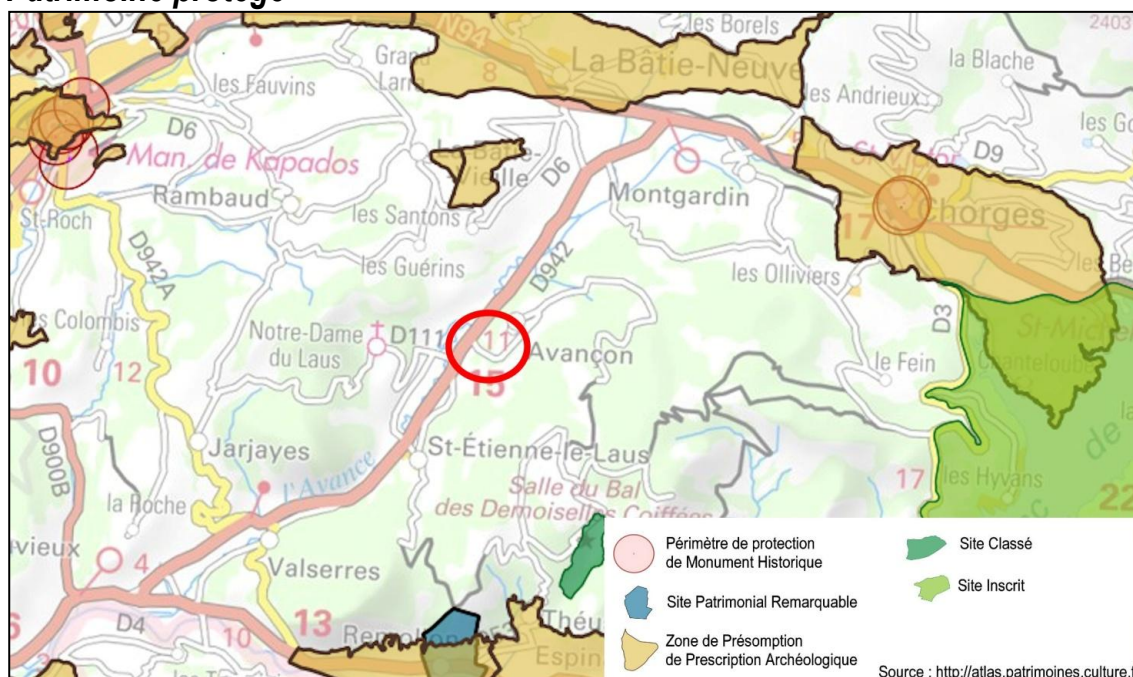 Patrimoine protégé
les Borels
2403
N94
8
La Bâtie-Neuve
la Blache
les Fauvins
les Andrieux
D6
D9
Man. de Kapados
Vieille
D6
Rambaud
Montgardin
St-Roch
les Santons
17
Chorges
D942A
les Guérins
D942
les Olliviers
Colombis
Notre-Dame
du Laus
D111
11
Avançon
D3
10
12
15
le Fein
D900B
Jarjayes
St-Étienne-le-Laus
les Hyvans
17
la Roche
l'Avance
Salle du Bal
des Demoiselles Coiffées
22
4
Valserres
D4
10
13
Périmètre de protection
de Monument Historique
Site Classé
Site Patrimonial Remarquable
Site Inscrit
Zone de Présomption
de Prescription Archéologique
Source : http://atlas.patrimoines.culture.f